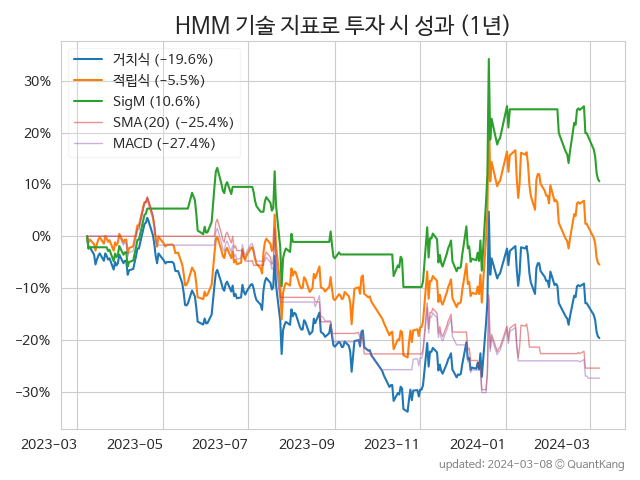 HMM 기술 지표로 투자 시 성과 (1년)
거치식 (−19.6%)
적립식 (−5.5%)
SigM (10.6%)
SMA(20) (−25.4%)
MACD (−27.4%)
30%
20%
10%
0%
−10%
−20%
−30%
2023−03 2023−05 2023−07 2023−09 2023−11 2024−01 2024−03
updated: 2024−03−08 © QuantKang